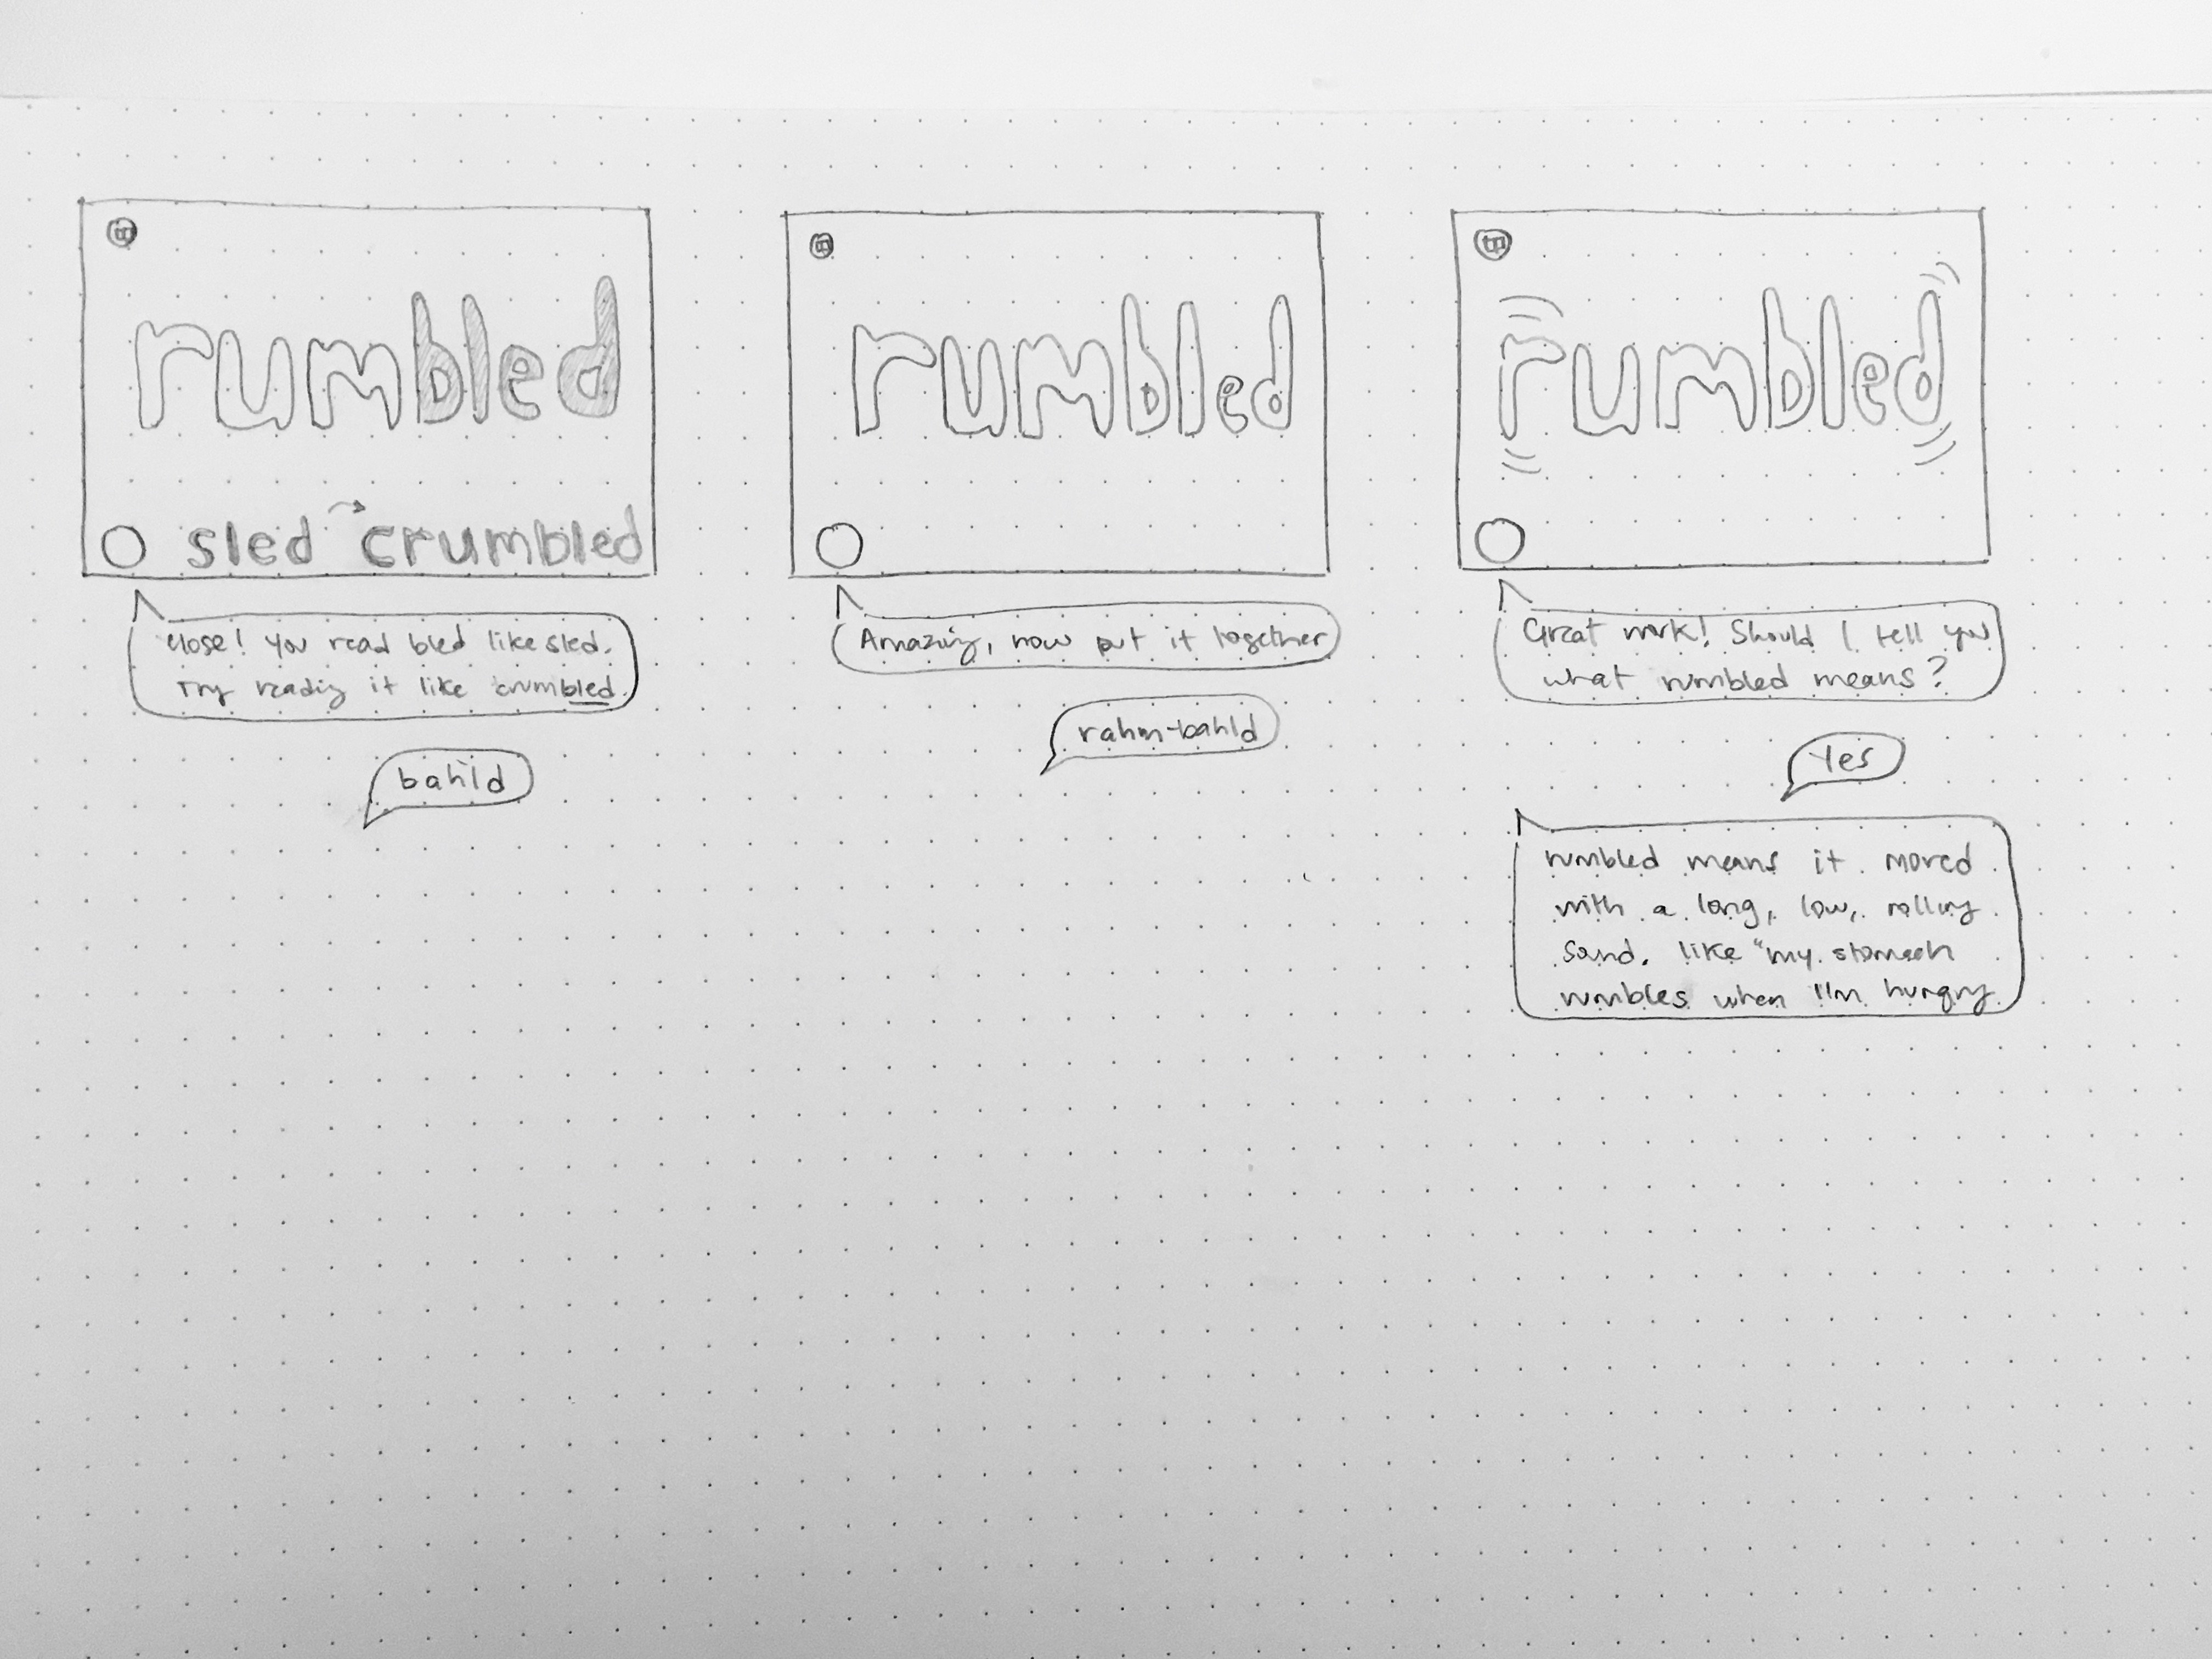 rumbled
sled crumbled
Close! You read bled like sled.
Try reading it like crumbled.
bahld
rumbled
Amazing, now put it together
rahm-bahld
rumbled
Great work! Should I tell you
what rumbled means?
Yes
rumbled means it moved
with a long, low, rolling
sound. like "my stomach
rumbles when I'm hungry